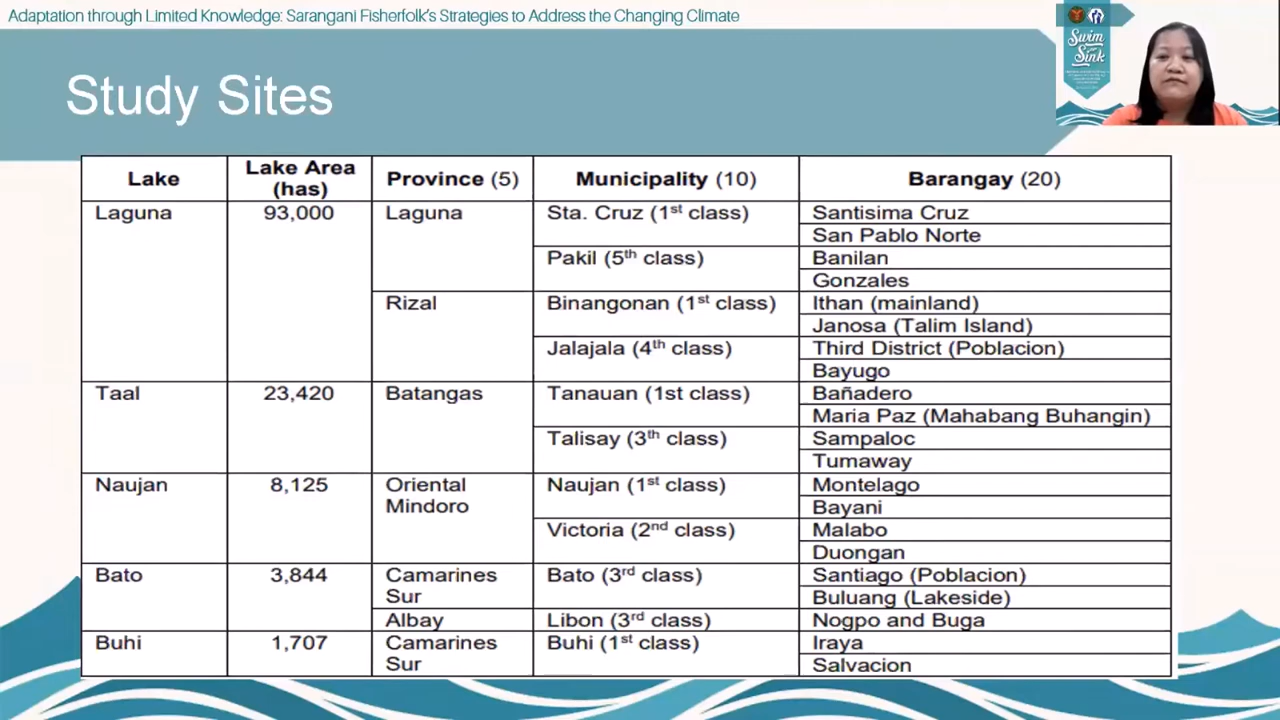 Adaptation through Limited Knowledge: Sarangani Fisherfolk's Strategies to Address the Changing Climate
Swim
Sink
Study Sites
Lake Lake Area (has) Province (5) Municipality (10) Barangay (20)
Laguna 93,000 Laguna Sta. Cruz (1st class) Santisima Cruz
San Pablo Norte
Pakil (5th class) Banilan
Gonzales
Rizal Binangonan (1st class) Ithan (mainland)
Janosa (Talim Island)
Jalajala (4th class) Third District (Poblacion)
Bayugo
Taal 23,420 Batangas Tanauan (1st class) Bañadero
Maria Paz (Mahabang Buhangin)
Talisay (3th class) Sampaloc
Tumaway
Naujan 8,125 Oriental Mindoro Naujan (1st class) Montelago
Bayani
Victoria (2nd class) Malabo
Duongan
Bato 3,844 Camarines Sur Bato (3rd class) Santiago (Poblacion)
Buluang (Lakeside)
Albay Libon (3rd class) Nogpo and Buga
Buhi 1,707 Camarines Sur Buhi (1st class) Iraya
Salvacion